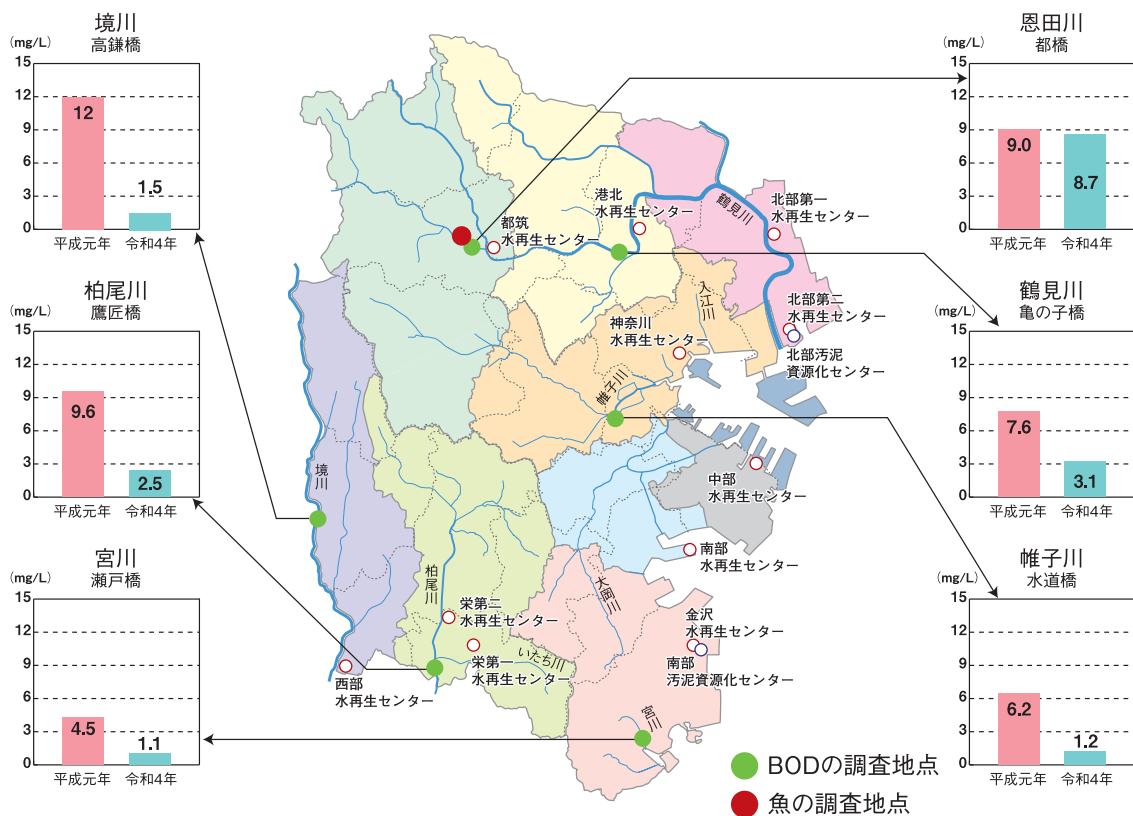 境川
高鎌橋
(mg/L)
15
12
9
6
3
0
12
1.5
平成元年
令和4年
柏尾川
鷹匠橋
(mg/L)
15
12
9
6
3
0
9.6
2.5
平成元年
令和4年
宮川
瀬戸橋
(mg/L)
15
12
9
6
3
0
4.5
1.1
平成元年
令和4年
恩田川
都橋
(mg/L)
15
12
9
6
3
0
9.0
8.7
平成元年
令和4年
鶴見川
亀の子橋
(mg/L)
15
12
9
6
3
0
7.6
3.1
平成元年
令和4年
帷子川
水道橋
(mg/L)
15
12
9
6
3
0
6.2
1.2
平成元年
令和4年
都筑
水再生センター
港北
水再生センター
鶴見川
北部第一
水再生センター
入江川
北部第二
水再生センター
北部汚泥
資源化センター
神奈川
水再生センター
帷子川
中部
水再生センター
境川
南部
水再生センター
柏尾川
大岡川
栄第二
水再生センター
金沢
水再生センター
いたち川
栄第一
水再生センター
南部
汚泥資源化センター
西部
水再生センター
宮川
BODの調査地点
魚の調査地点